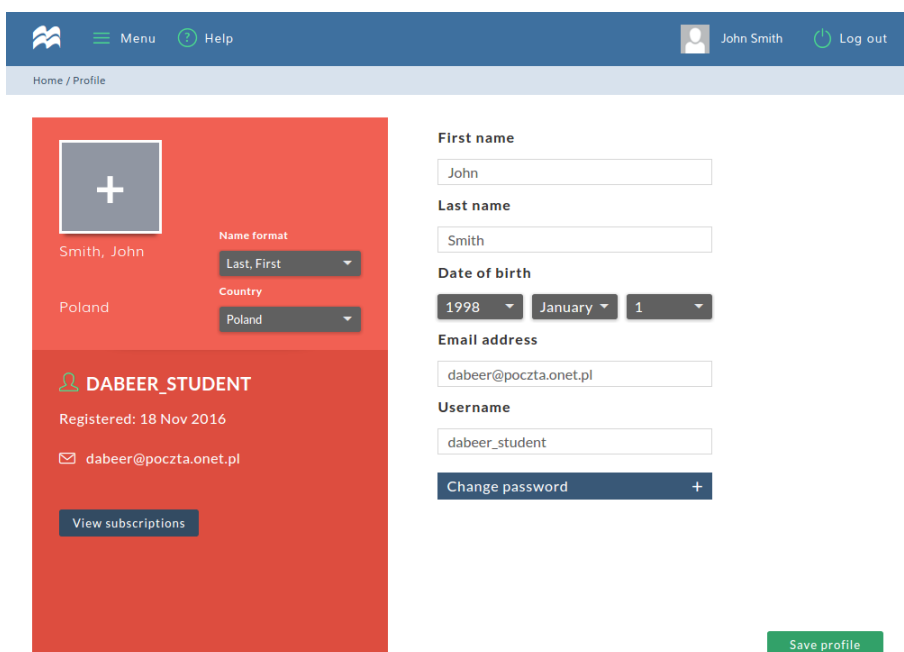 Menu
Help
John Smith
Log out
Home / Profile
+
Smith, John
Name format
Last, First
Country
Poland
Poland
DABEER_STUDENT
Registered: 18 Nov 2016
dabeer@poczta.onet.pl
View subscriptions
First name
John
Last name
Smith
Date of birth
1998 January 1
Email address
dabeer@poczta.onet.pl
Username
dabeer_student
Change password +
Save profile